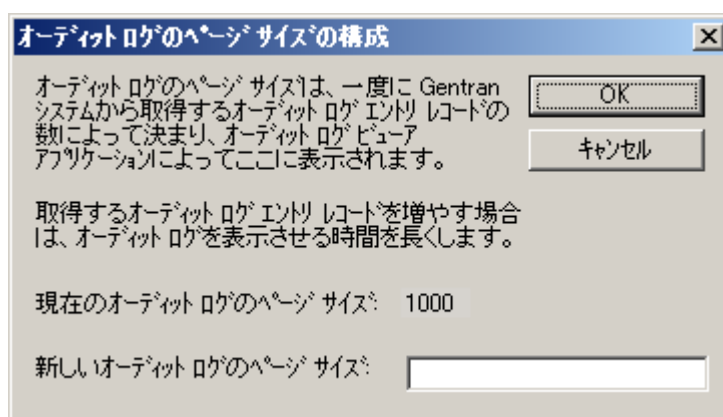 オーディット ログのページ サイズの構成
オーディット ログのページ サイズは、一度に Gentran
システムから取得するオーディット ログ エントリ レコードの
数によって決まり、オーディット ログ ビューア
アプリケーションによってここに表示されます。
OK
キャンセル
取得するオーディット ログ エントリ レコードを増やす場合
は、オーディット ログを表示させる時間を長くします。
現在のオーディット ログのページ サイズ: 1000
新しいオーディット ログのページ サイズ: